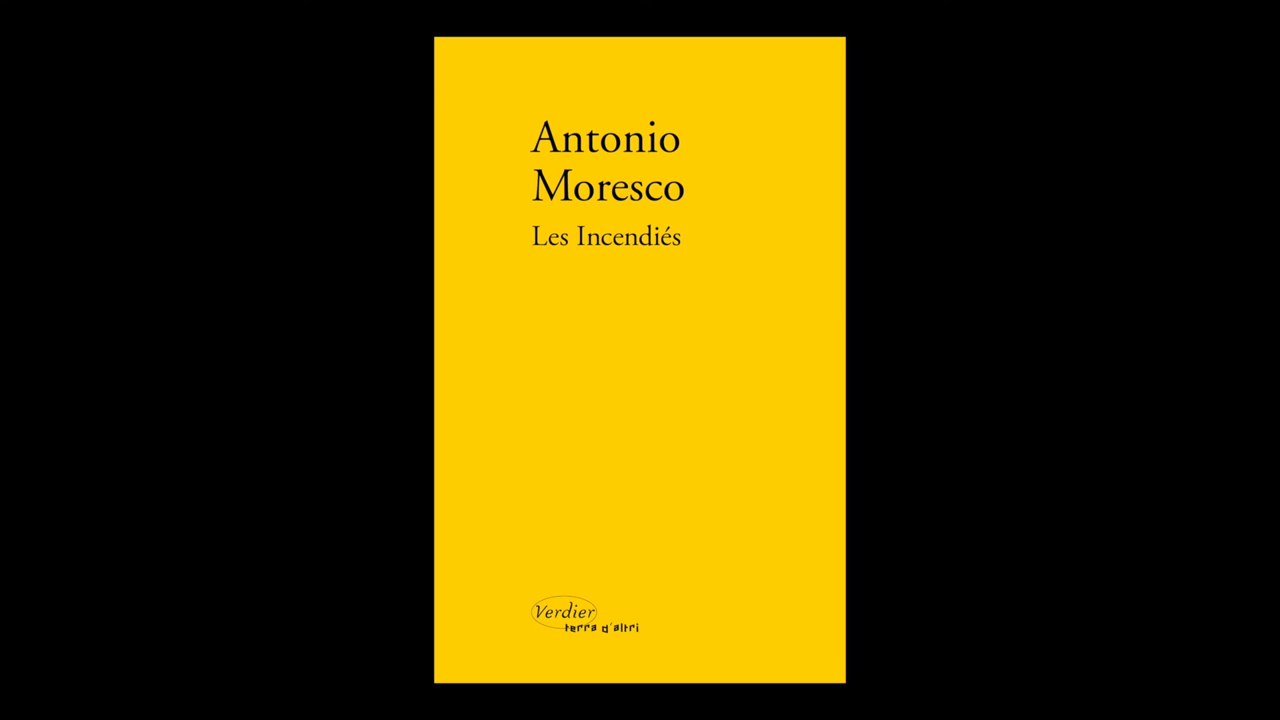 Antonio
Moresco
Les Incendiés
Verdier
terra d'altri